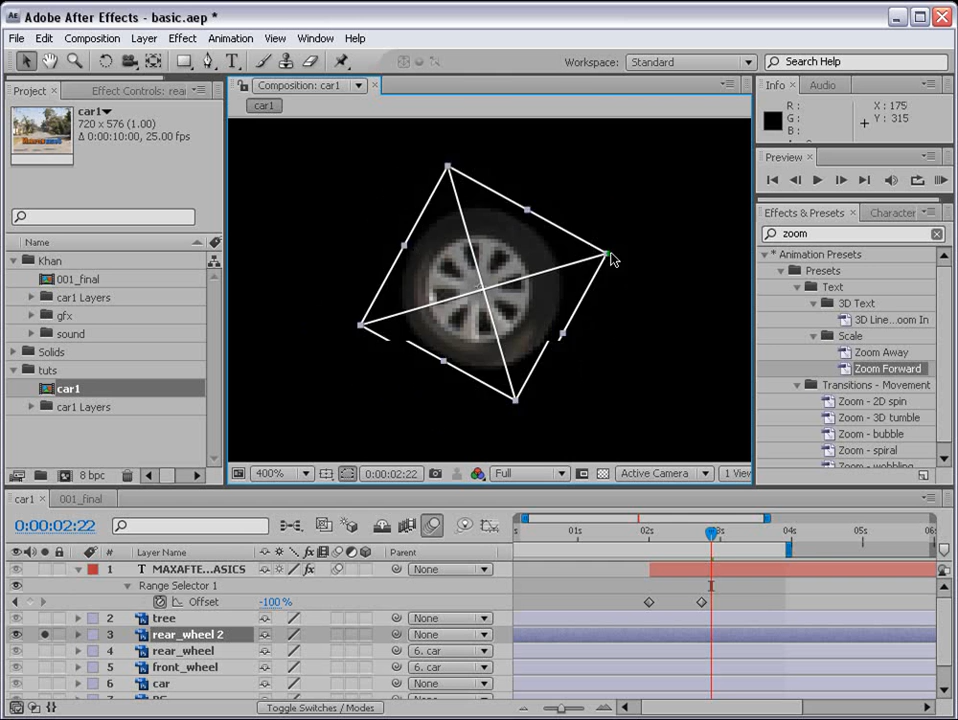 Adobe After Effects - basic.aep *
File Edit Composition Layer Effect Animation View Window Help
Workspace: Standard
Search Help
Project × Effect Controls: rear
car1
720 x 576 (1.00)
Δ 0:00:10:00, 25.00 fps
Name
Khan
001_final
car1 Layers
gfx
sound
Solids
tuts
car1
car1 Layers
8 bpc
Composition: car1
car1
400% 0:00:02:22 Full Active Camera 1 View
Info × Audio
R :
G :
B :
X : 175
Y : 315
Preview ×
Effects & Presets × Character
zoom
* Animation Presets
Presets
Text
3D Text
3D Line...oom In
Scale
Zoom Away
Zoom Forward
Transitions - Movement
Zoom - 2D spin
Zoom - 3D tumble
Zoom - bubble
Zoom - spiral
Zoom - wobbling
car1 × 001_final
0:00:02:22
01s 02s 03s 04s 05s 06s
# Layer Name Parent
1 T MAXAFTE...ASICS None
Range Selector 1
Offset -100 %
2 tree None
3 rear_wheel 2 None
4 rear_wheel 6. car
5 front_wheel 6. car
6 car None
Toggle Switches / Modes